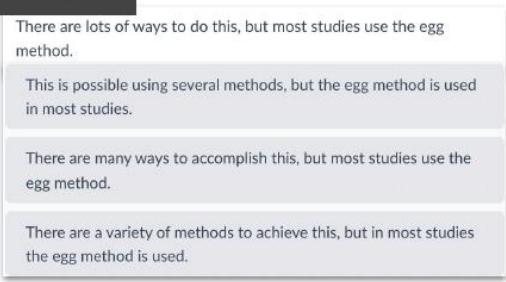 There are lots of ways to do this, but most studies use the egg
method.
This is possible using several methods, but the egg method is used
in most studies.
There are many ways to accomplish this, but most studies use the
egg method.
There are a variety of methods to achieve this, but in most studies
the egg method is used.